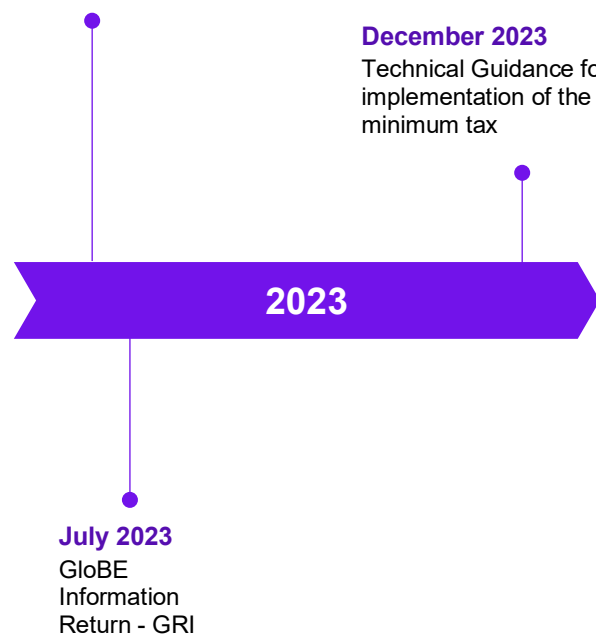 December 2023
Technical Guidance fo
implementation of the
minimum tax
2023
July 2023
GloBE
Information
Return - GRI